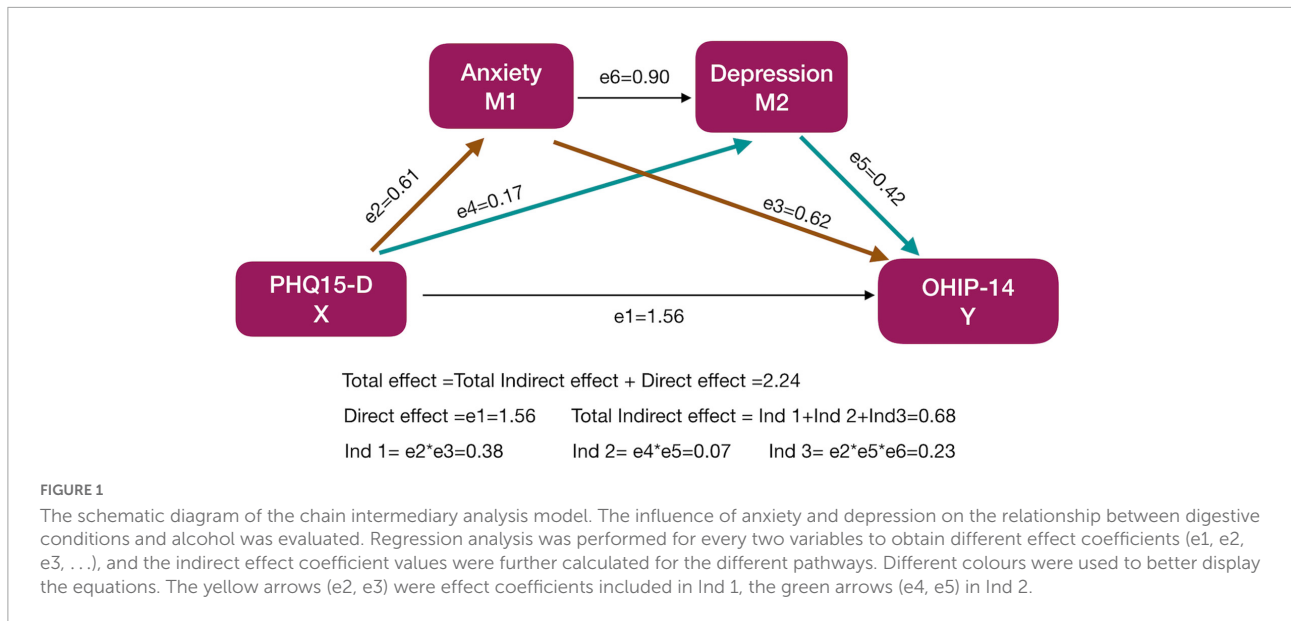 Anxiety
M1
e6=0.90
Depression
M2
e2=0.61
e4=0.17
e3=0.62
e5=0.42
PHQ15-D
X
e1=1.56
OHIP-14
Y
Total effect =Total Indirect effect + Direct effect =2.24
Direct effect =e1=1.56 Total Indirect effect = Ind 1+Ind 2+Ind3=0.68
Ind 1= e2*e3=0.38 Ind 2= e4*e5=0.07 Ind 3= e2*e5*e6=0.23
FIGURE 1
The schematic diagram of the chain intermediary analysis model. The influence of anxiety and depression on the relationship between digestive
conditions and alcohol was evaluated. Regression analysis was performed for every two variables to obtain different effect coefficients (e1, e2,
e3, …), and the indirect effect coefficient values were further calculated for the different pathways. Different colours were used to better display
the equations. The yellow arrows (e2, e3) were effect coefficients included in Ind 1, the green arrows (e4, e5) in Ind 2.